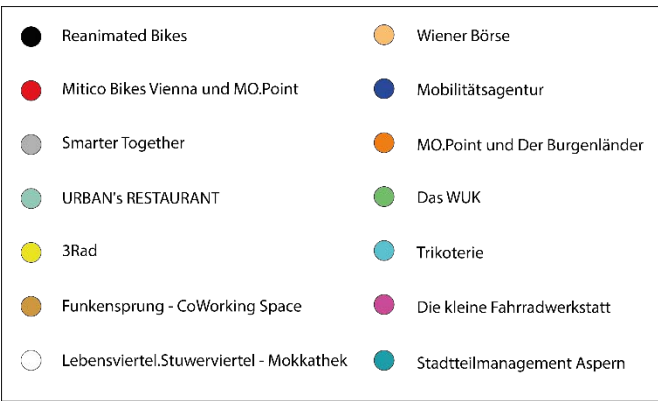 Reanimated Bikes
Mitico Bikes Vienna und MO.Point
Smarter Together
URBAN's RESTAURANT
3Rad
Funkensprung - CoWorking Space
Lebensviertel.Stuwerviertel - Mokkathek
Wiener Börse
Mobilitätsagentur
MO.Point und Der Burgenländer
Das WUK
Trikoterie
Die kleine Fahrradwerkstatt
Stadtteilmanagement Aspern